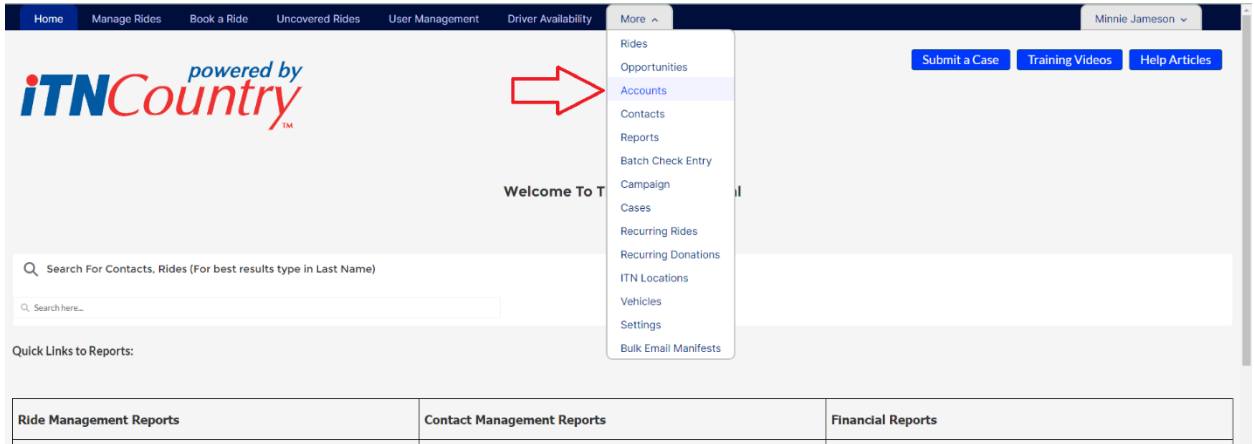 Home Manage Rides Book a Ride Uncovered Rides User Management Driver Availability More Minnie Jameson
Rides
Opportunities
Accounts
Contacts
Reports
Batch Check Entry
Campaign
Cases
Recurring Rides
Recurring Donations
ITN Locations
Vehicles
Settings
Bulk Email Manifests
Submit a Case Training Videos Help Articles
powered by
iTNCountry
TM
Welcome To
Search For Contacts, Rides (For best results type in Last Name)
Search here...
Quick Links to Reports:
Ride Management Reports Contact Management Reports Financial Reports